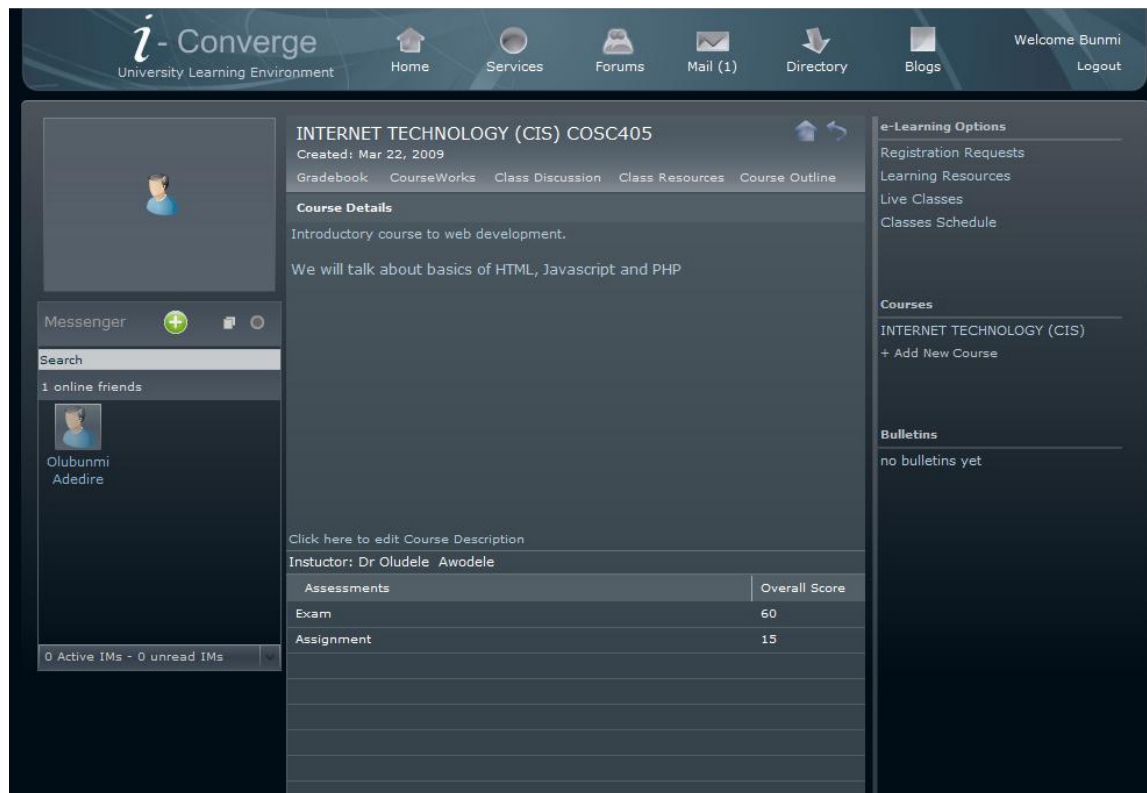 i - Converge
University Learning Environment
Home
Services
Forums
Mail (1)
Directory
Blogs
Welcome Bunmi
Logout
Messenger
Search
1 online friends
Olubunmi
Adedire
0 Active IMs - 0 unread IMs
INTERNET TECHNOLOGY (CIS) COSC405
Created: Mar 22, 2009
Gradebook CourseWorks Class Discussion Class Resources Course Outline
Course Details
Introductory course to web development.
We will talk about basics of HTML, Javascript and PHP
Click here to edit Course Description
Instuctor: Dr Oludele Awodele
Assessments Overall Score
Exam 60
Assignment 15
e-Learning Options
Registration Requests
Learning Resources
Live Classes
Classes Schedule
Courses
INTERNET TECHNOLOGY (CIS)
+ Add New Course
Bulletins
no bulletins yet